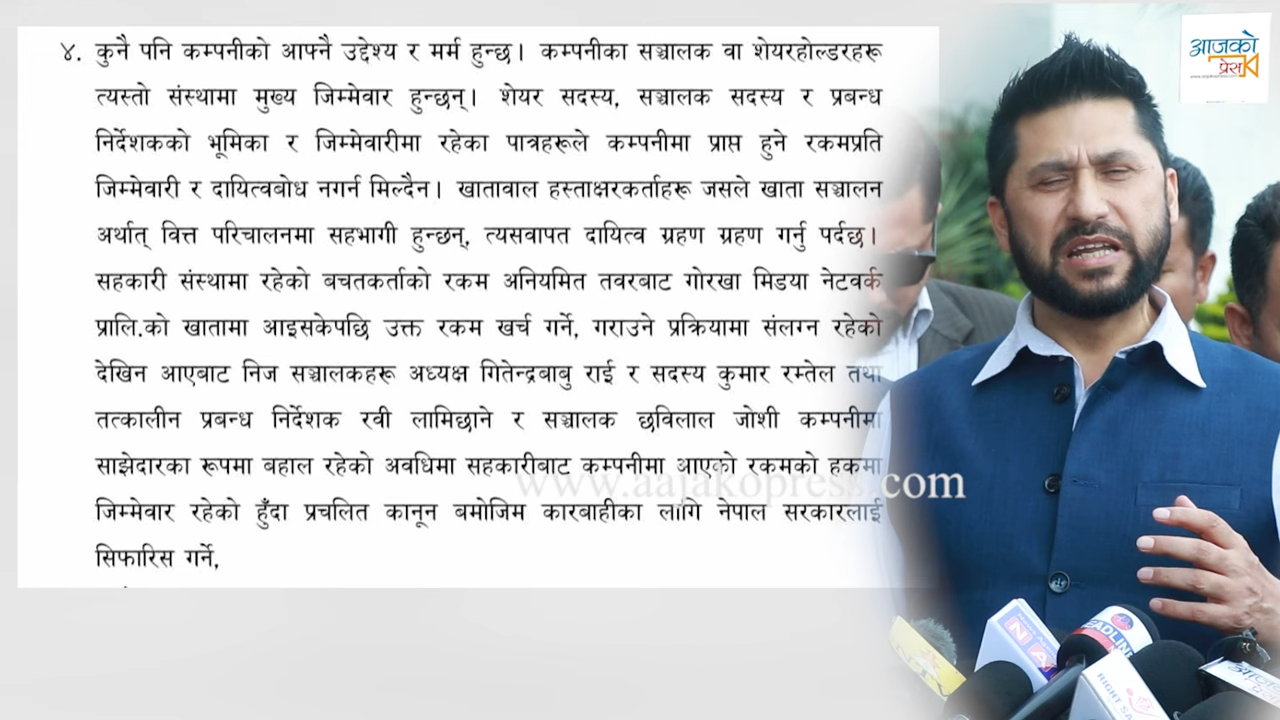 ४. कुनै पनि कम्पनीको आफ्नै उद्देश्य र मर्म हुन्छ। कम्पनीका सञ्चालक वा शेयरहोल्डरहरू
त्यस्तो संस्थामा मुख्य जिम्मेवार हुन्छन्। शेयर सदस्य, सञ्चालक सदस्य र प्रबन्ध
निर्देशकको भूमिका र जिम्मेवारीमा रहेका पात्रहरूले कम्पनीमा प्राप्त हुने रकमप्रति
जिम्मेवारी र दायित्वबोध नगर्न मिल्दैन। खातावाल हस्ताक्षरकर्ताहरू जसले खाता सञ्चालन
अर्थात् वित्त परिचालनमा सहभागी हुन्छन्, त्यसवापत दायित्व ग्रहण ग्रहण गर्नु पर्दछ।
सहकारी संस्थामा रहेको बचतकर्ताको रकम अनियमित तवरबाट गोरखा मिडया नेटवर्क
प्रालि.को खातामा आइसकेपछि उक्त रकम खर्च गर्ने, गराउने प्रक्रियामा संलग्न रहेको
देखिन आएबाट निज सञ्चालकहरू अध्यक्ष गितेन्द्रबाबु राई र सदस्य कुमार रम्तेल तथा
तत्कालीन प्रबन्ध निर्देशक रवी लामिछाने र सञ्चालक छविलाल जोशी कम्पनीमा
साझेदारका रूपमा बहाल रहेको अवधिमा सहकारीबाट कम्पनीमा आएको रकमको हकमा
जिम्मेवार रहेको हुँदा प्रचलित कानून बमोजिम कारबाहीका लागि नेपाल सरकारलाई
सिफारिस गर्ने,
www.aajakopress.com
आजको
प्रेस
www.aajakopress.com
HEADLINE
RIGHT